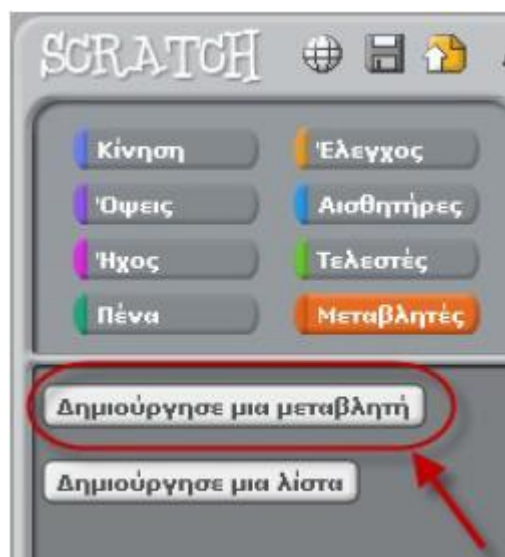 SCRATCH
Κίνηση Έλεγχος
Όψεις Αισθητήρες
Ήχος Τελεστές
Πένα Μεταβλητές
Δημιούργησε μια μεταβλητή
Δημιούργησε μια λίστα